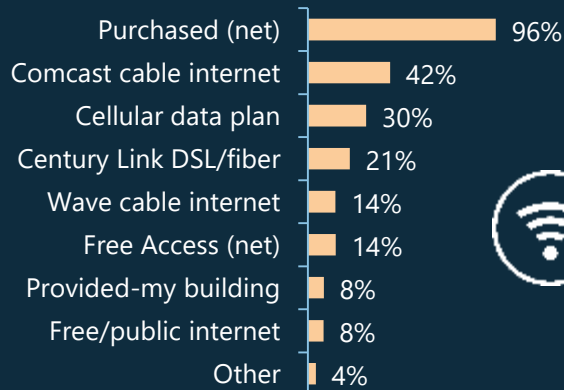 Purchased (net) 96%
Comcast cable internet 42%
Cellular data plan 30%
Century Link DSL/fiber 21%
Wave cable internet 14%
Free Access (net) 14%
Provided-my building 8%
Free/public internet 8%
Other 4%